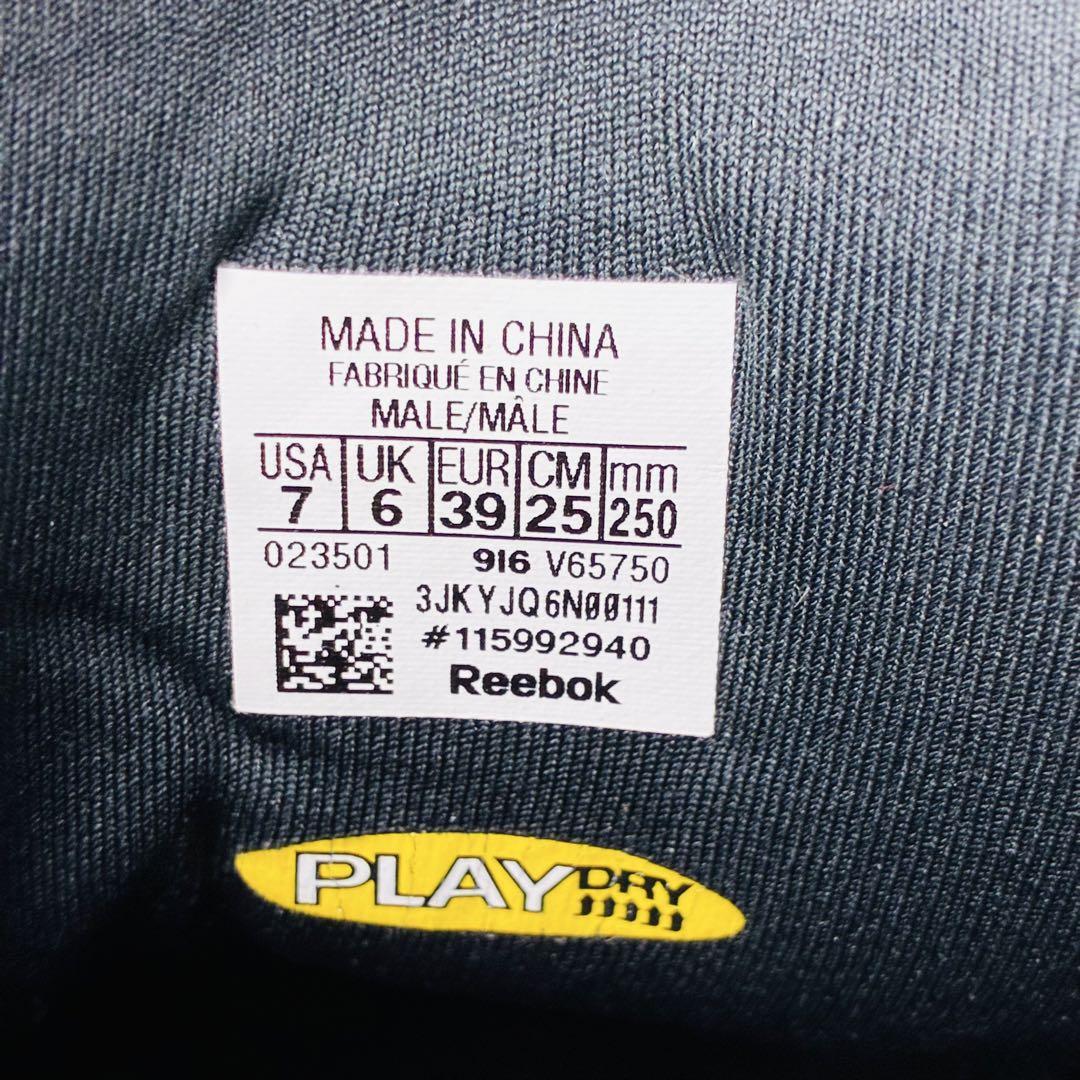 MADE IN CHINA
FABRIQUÉ EN CHINE
MALE/MÂLE
USA UK EUR CM mm
7 6 39 25 250
023501 916 V65750
3JKYJQ6N00111
#115992940
Reebok
PLAY DRY